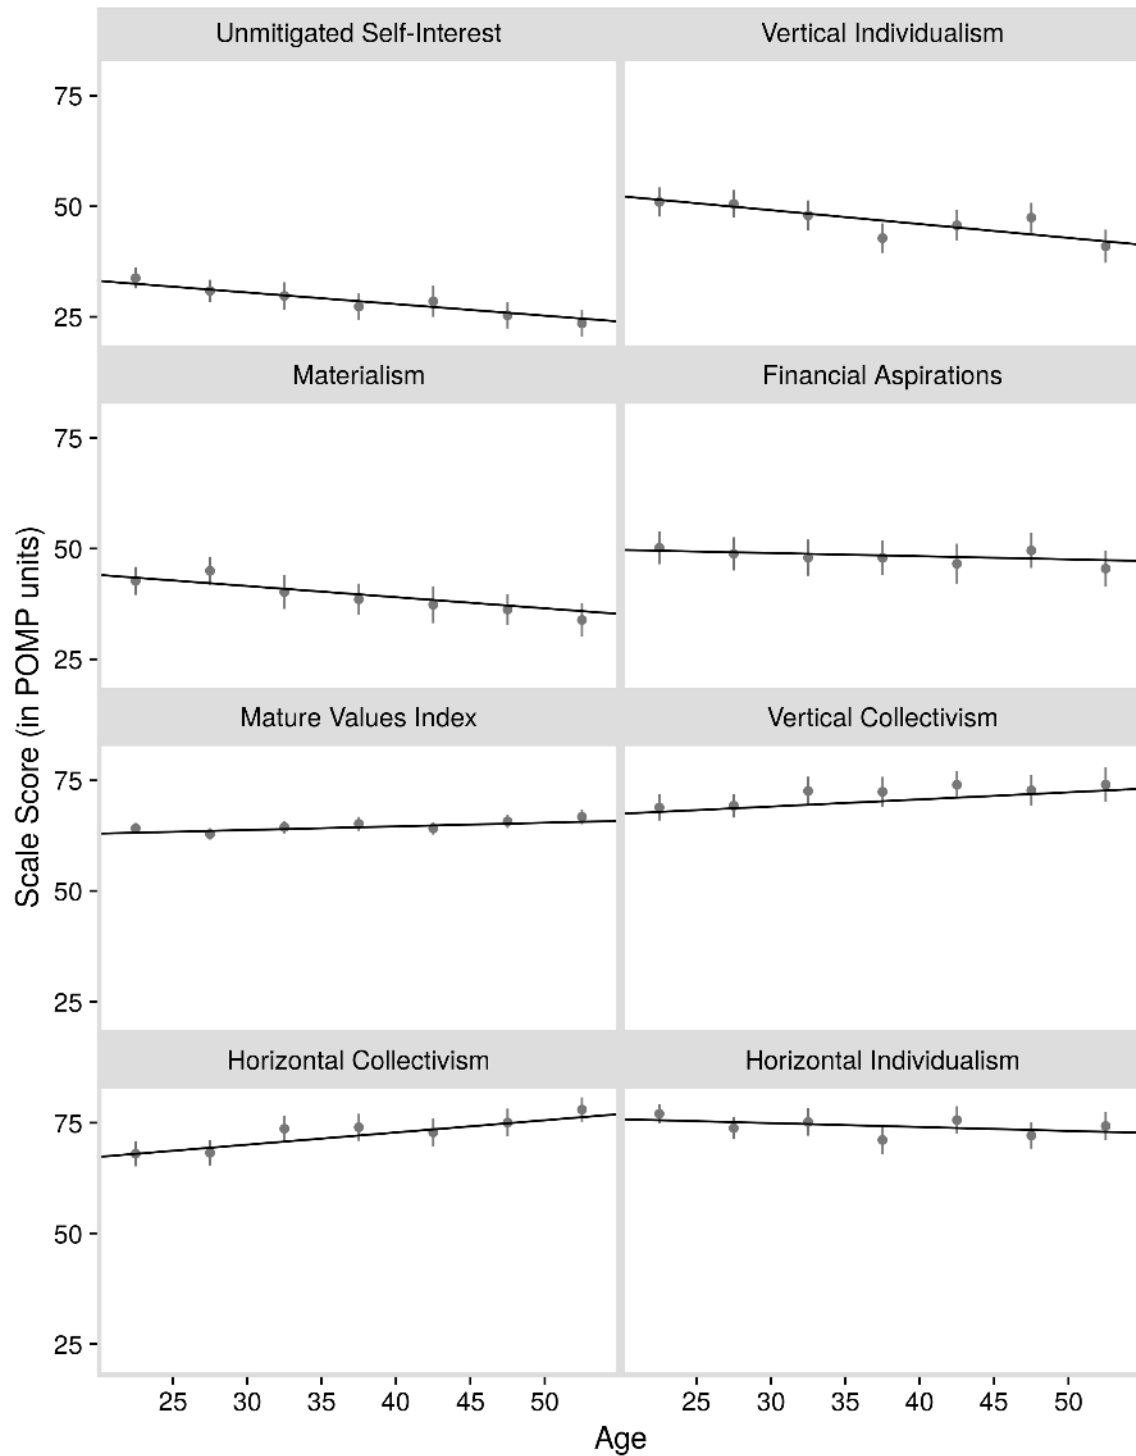 Unmitigated Self-Interest
Vertical Individualism
75
50
25
Materialism
Financial Aspirations
75
50
25
Mature Values Index
Vertical Collectivism
75
50
25
Horizontal Collectivism
Horizontal Individualism
75
50
25
25 30 35 40 45 50
25 30 35 40 45 50
Age
Scale Score (in POMP units)